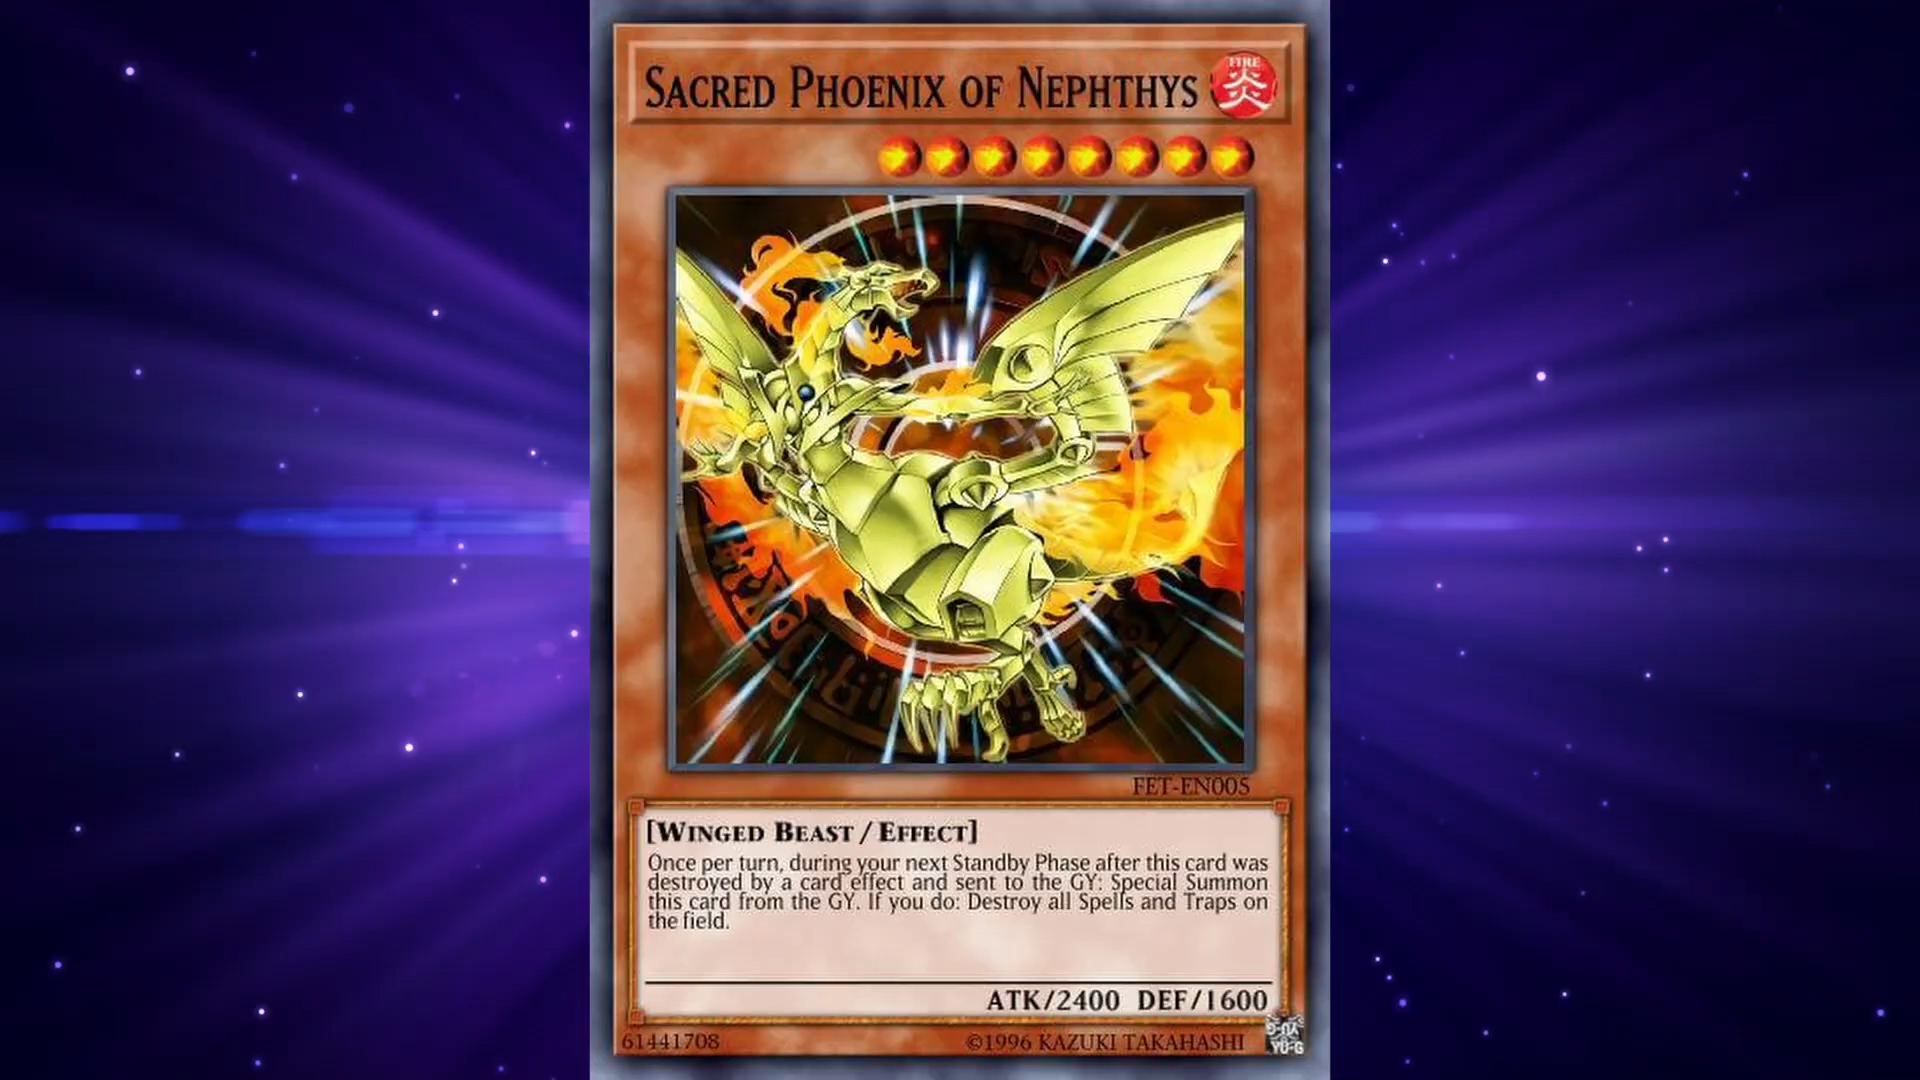 SACRED PHOENIX OF NEPHTHYS
FIRE
炎
FET-EN005
[WINGED BEAST / EFFECT]
Once per turn, during your next Standby Phase after this card was
destroyed by a card effect and sent to the GY: Special Summon
this card from the GY. If you do: Destroy all Spells and Traps on
the field.
ATK/2400 DEF/1600
61441708
©1996 KAZUKI TAKAHASHI